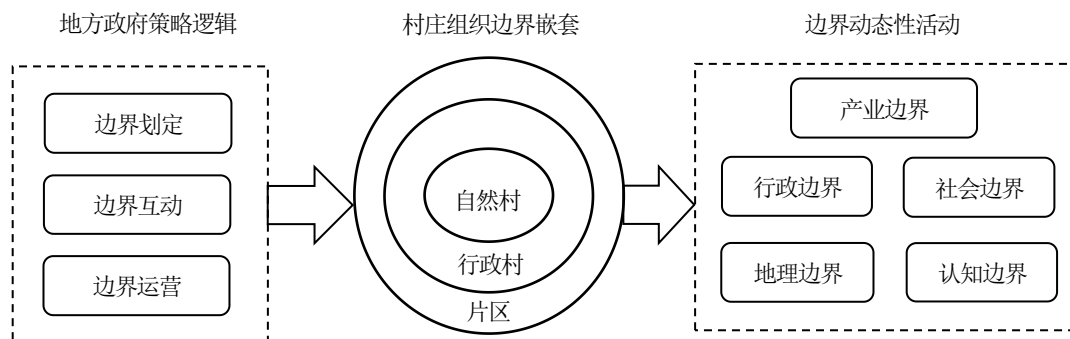 地方政府策略逻辑
村庄组织边界嵌套
边界动态性活动
边界划定
边界互动
边界运营
自然村
行政村
片区
产业边界
行政边界
社会边界
地理边界
认知边界